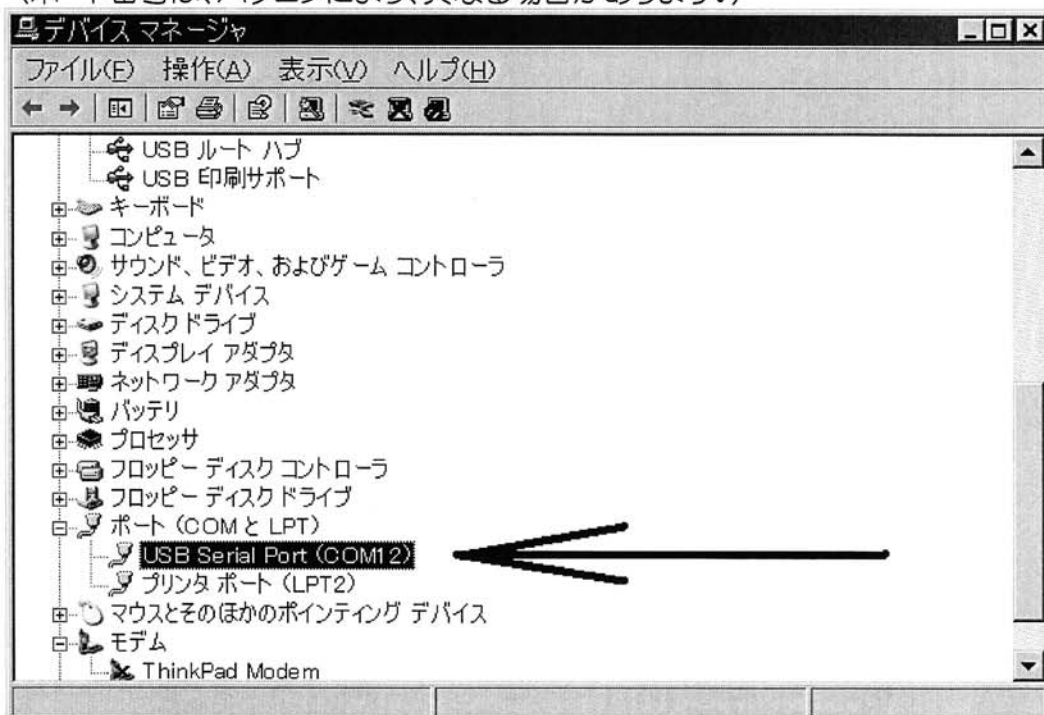 デバイス マネージャ
ファイル(F) 操作(A) 表示(V) ヘルプ(H)
USB ルート ハブ
USB 印刷サポート
キーボード
コンピュータ
サウンド、ビデオ、およびゲーム コントローラ
システム デバイス
ディスク ドライブ
ディスプレイ アダプタ
ネットワーク アダプタ
バッテリ
プロセッサ
フロッピー ディスク コントローラ
フロッピー ディスク ドライブ
ポート (COM と LPT)
USB Serial Port (COM12)
プリンタ ポート (LPT2)
マウスとそのほかのポインティング デバイス
モデム
ThinkPad Modem